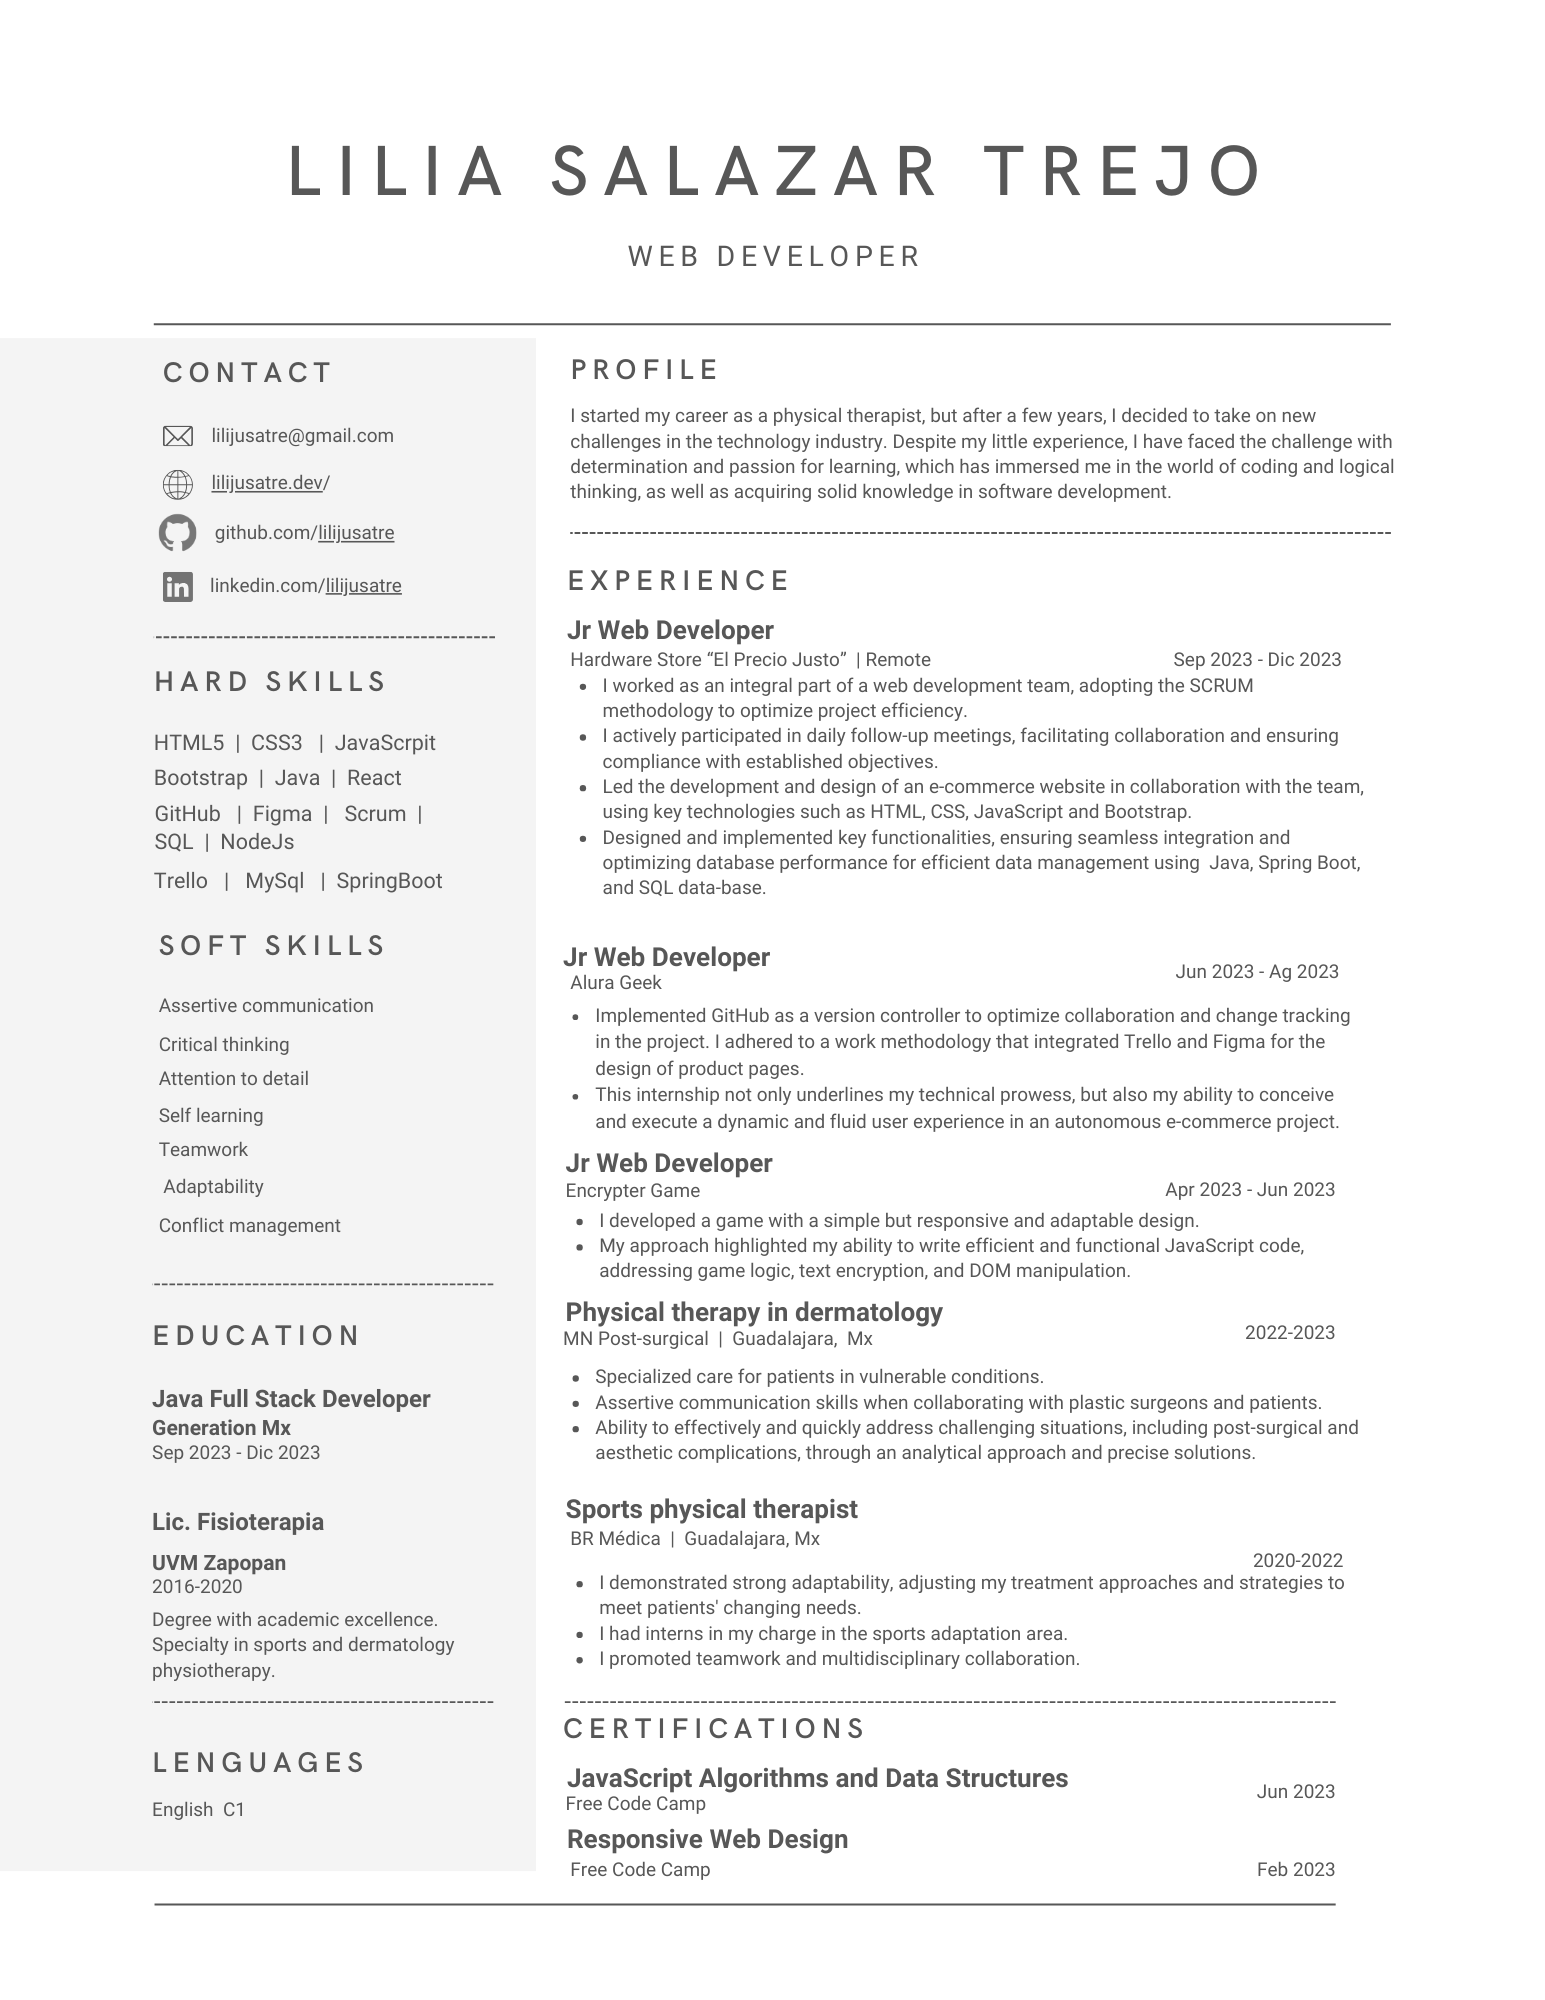 LILIA SALAZAR TREJO
WEB DEVELOPER
CONTACT
lilijusatre@gmail.com
lilijusatre.dev/
github.com/lilijusatre
linkedin.com/lilijusatre
HARD SKILLS
HTML5 | CSS3 | JavaScrpit
Bootstrap | Java | React
GitHub | Figma | Scrum |
SQL | NodeJs
Trello | MySql | SpringBoot
SOFT SKILLS
Assertive communication
Critical thinking
Attention to detail
Self learning
Teamwork
Adaptability
Conflict management
EDUCATION
Java Full Stack Developer
Generation Mx
Sep 2023 - Dic 2023
Lic. Fisioterapia
UVM Zapopan
2016-2020
Degree with academic excellence.
Specialty in sports and dermatology
physiotherapy.
LENGUAGES
English C1
PROFILE
I started my career as a physical therapist, but after a few years, I decided to take on new
challenges in the technology industry. Despite my little experience, I have faced the challenge with
determination and passion for learning, which has immersed me in the world of coding and logical
thinking, as well as acquiring solid knowledge in software development.
EXPERIENCE
Jr Web Developer
Hardware Store “El Precio Justo” | Remote Sep 2023 - Dic 2023
• I worked as an integral part of a web development team, adopting the SCRUM
methodology to optimize project efficiency.
• I actively participated in daily follow-up meetings, facilitating collaboration and ensuring
compliance with established objectives.
• Led the development and design of an e-commerce website in collaboration with the team,
using key technologies such as HTML, CSS, JavaScript and Bootstrap.
• Designed and implemented key functionalities, ensuring seamless integration and
optimizing database performance for efficient data management using Java, Spring Boot,
and SQL data-base.
Jr Web Developer
Jun 2023 - Ag 2023
Alura Geek
• Implemented GitHub as a version controller to optimize collaboration and change tracking
in the project. I adhered to a work methodology that integrated Trello and Figma for the
design of product pages.
• This internship not only underlines my technical prowess, but also my ability to conceive
and execute a dynamic and fluid user experience in an autonomous e-commerce project.
Jr Web Developer
Encrypter Game Apr 2023 - Jun 2023
• I developed a game with a simple but responsive and adaptable design.
• My approach highlighted my ability to write efficient and functional JavaScript code,
addressing game logic, text encryption, and DOM manipulation.
Physical therapy in dermatology
MN Post-surgical | Guadalajara, Mx 2022-2023
• Specialized care for patients in vulnerable conditions.
• Assertive communication skills when collaborating with plastic surgeons and patients.
• Ability to effectively and quickly address challenging situations, including post-surgical and
aesthetic complications, through an analytical approach and precise solutions.
Sports physical therapist
BR Médica | Guadalajara, Mx
2020-2022
• I demonstrated strong adaptability, adjusting my treatment approaches and strategies to
meet patients' changing needs.
• I had interns in my charge in the sports adaptation area.
• I promoted teamwork and multidisciplinary collaboration.
CERTIFICATIONS
JavaScript Algorithms and Data Structures
Jun 2023
Free Code Camp
Responsive Web Design
Free Code Camp Feb 2023